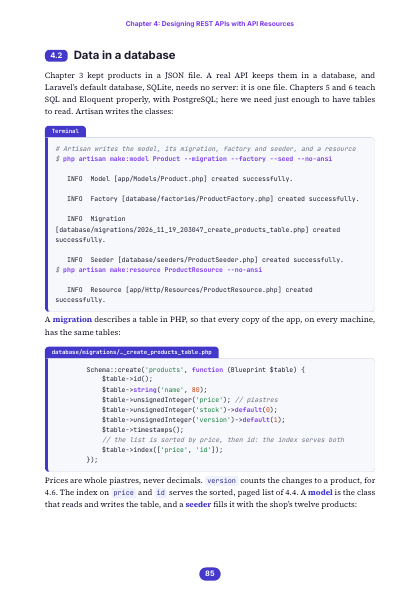 Chapter 4: Designing REST APIs with API Resources
4.2 Data in a database
Chapter 3 kept products in a JSON file. A real API keeps them in a database, and
Laravel's default database, SQLite, needs no server: it is one file. Chapters 5 and 6 teach
SQL and Eloquent properly, with PostgreSQL; here we need just enough to have tables
to read. Artisan writes the classes:
Terminal
# Artisan writes the model, its migration, factory and seeder, and a resource
$ php artisan make:model Product --migration --factory --seed --no-ansi
INFO Model [app/Models/Product.php] created successfully.
INFO Factory [database/factories/ProductFactory.php] created successfully.
INFO Migration
[database/migrations/2026_11_19_203047_create_products_table.php] created
successfully.
INFO Seeder [database/seeders/ProductSeeder.php] created successfully.
$ php artisan make:resource ProductResource --no-ansi
INFO Resource [app/Http/Resources/ProductResource.php] created
successfully.
A migration describes a table in PHP, so that every copy of the app, on every machine,
has the same tables:
database/migrations/…_create_products_table.php
Schema::create('products', function (Blueprint $table) {
$table->id();
$table->string('name', 80);
$table->unsignedInteger('price'); // piastres
$table->unsignedInteger('stock')->default(0);
$table->unsignedInteger('version')->default(1);
$table->timestamps();
// the list is sorted by price, then id: the index serves both
$table->index(['price', 'id']);
});
Prices are whole piastres, never decimals. version counts the changes to a product, for
4.6. The index on price and id serves the sorted, paged list of 4.4. A model is the class
that reads and writes the table, and a seeder fills it with the shop's twelve products:
85